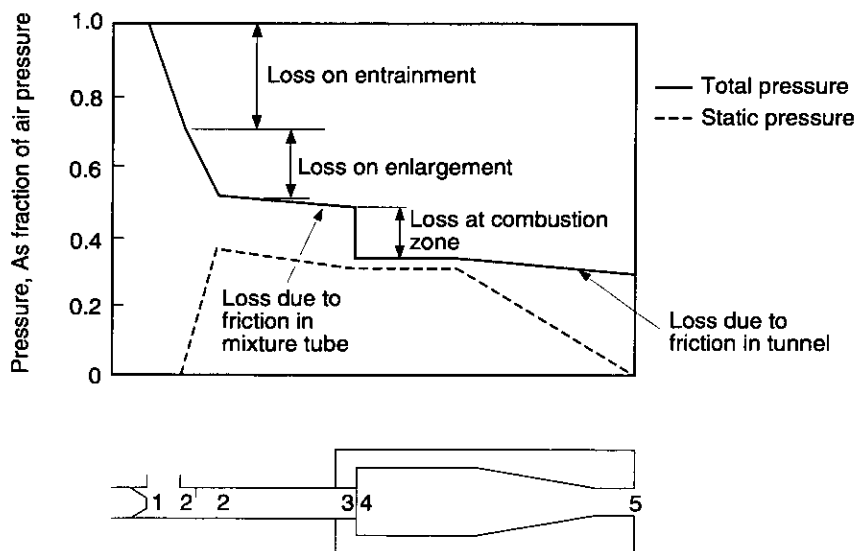 Pressure, As fraction of air pressure
1.0
0.8
0.6
0.4
0.2
0
Loss on entrainment
Loss on enlargement
Loss at combustion
zone
Loss due to
friction in
mixture tube
Loss due to
friction in tunnel
Total pressure
Static pressure
1 2 2 3 4 5